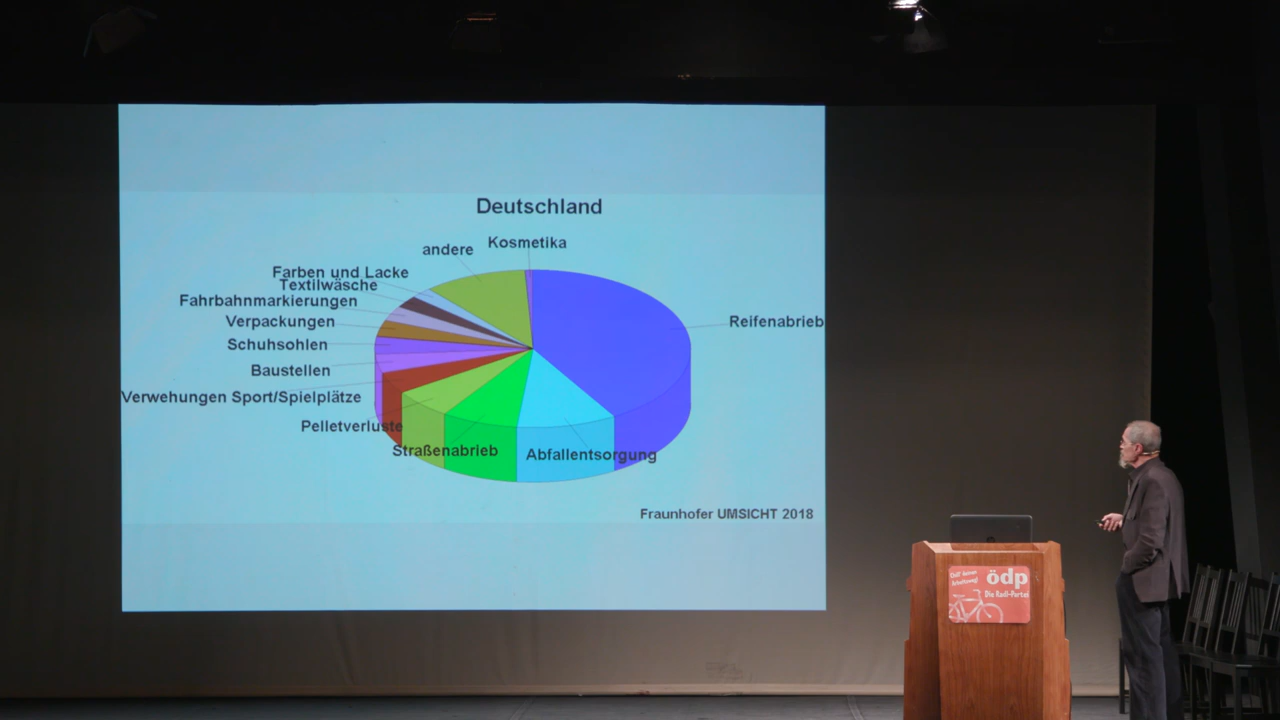 Deutschland
Kosmetika
andere
Farben und Lacke
Textilwäsche
Fahrbahnmarkierungen
Verpackungen
Schuhsohlen
Baustellen
Verwehungen Sport/Spielplätze
Pelletverluste
Straßenabrieb
Abfallentsorgung
Reifenabrieb
Fraunhofer UMSICHT 2018
ödp
Die Radl-Partei